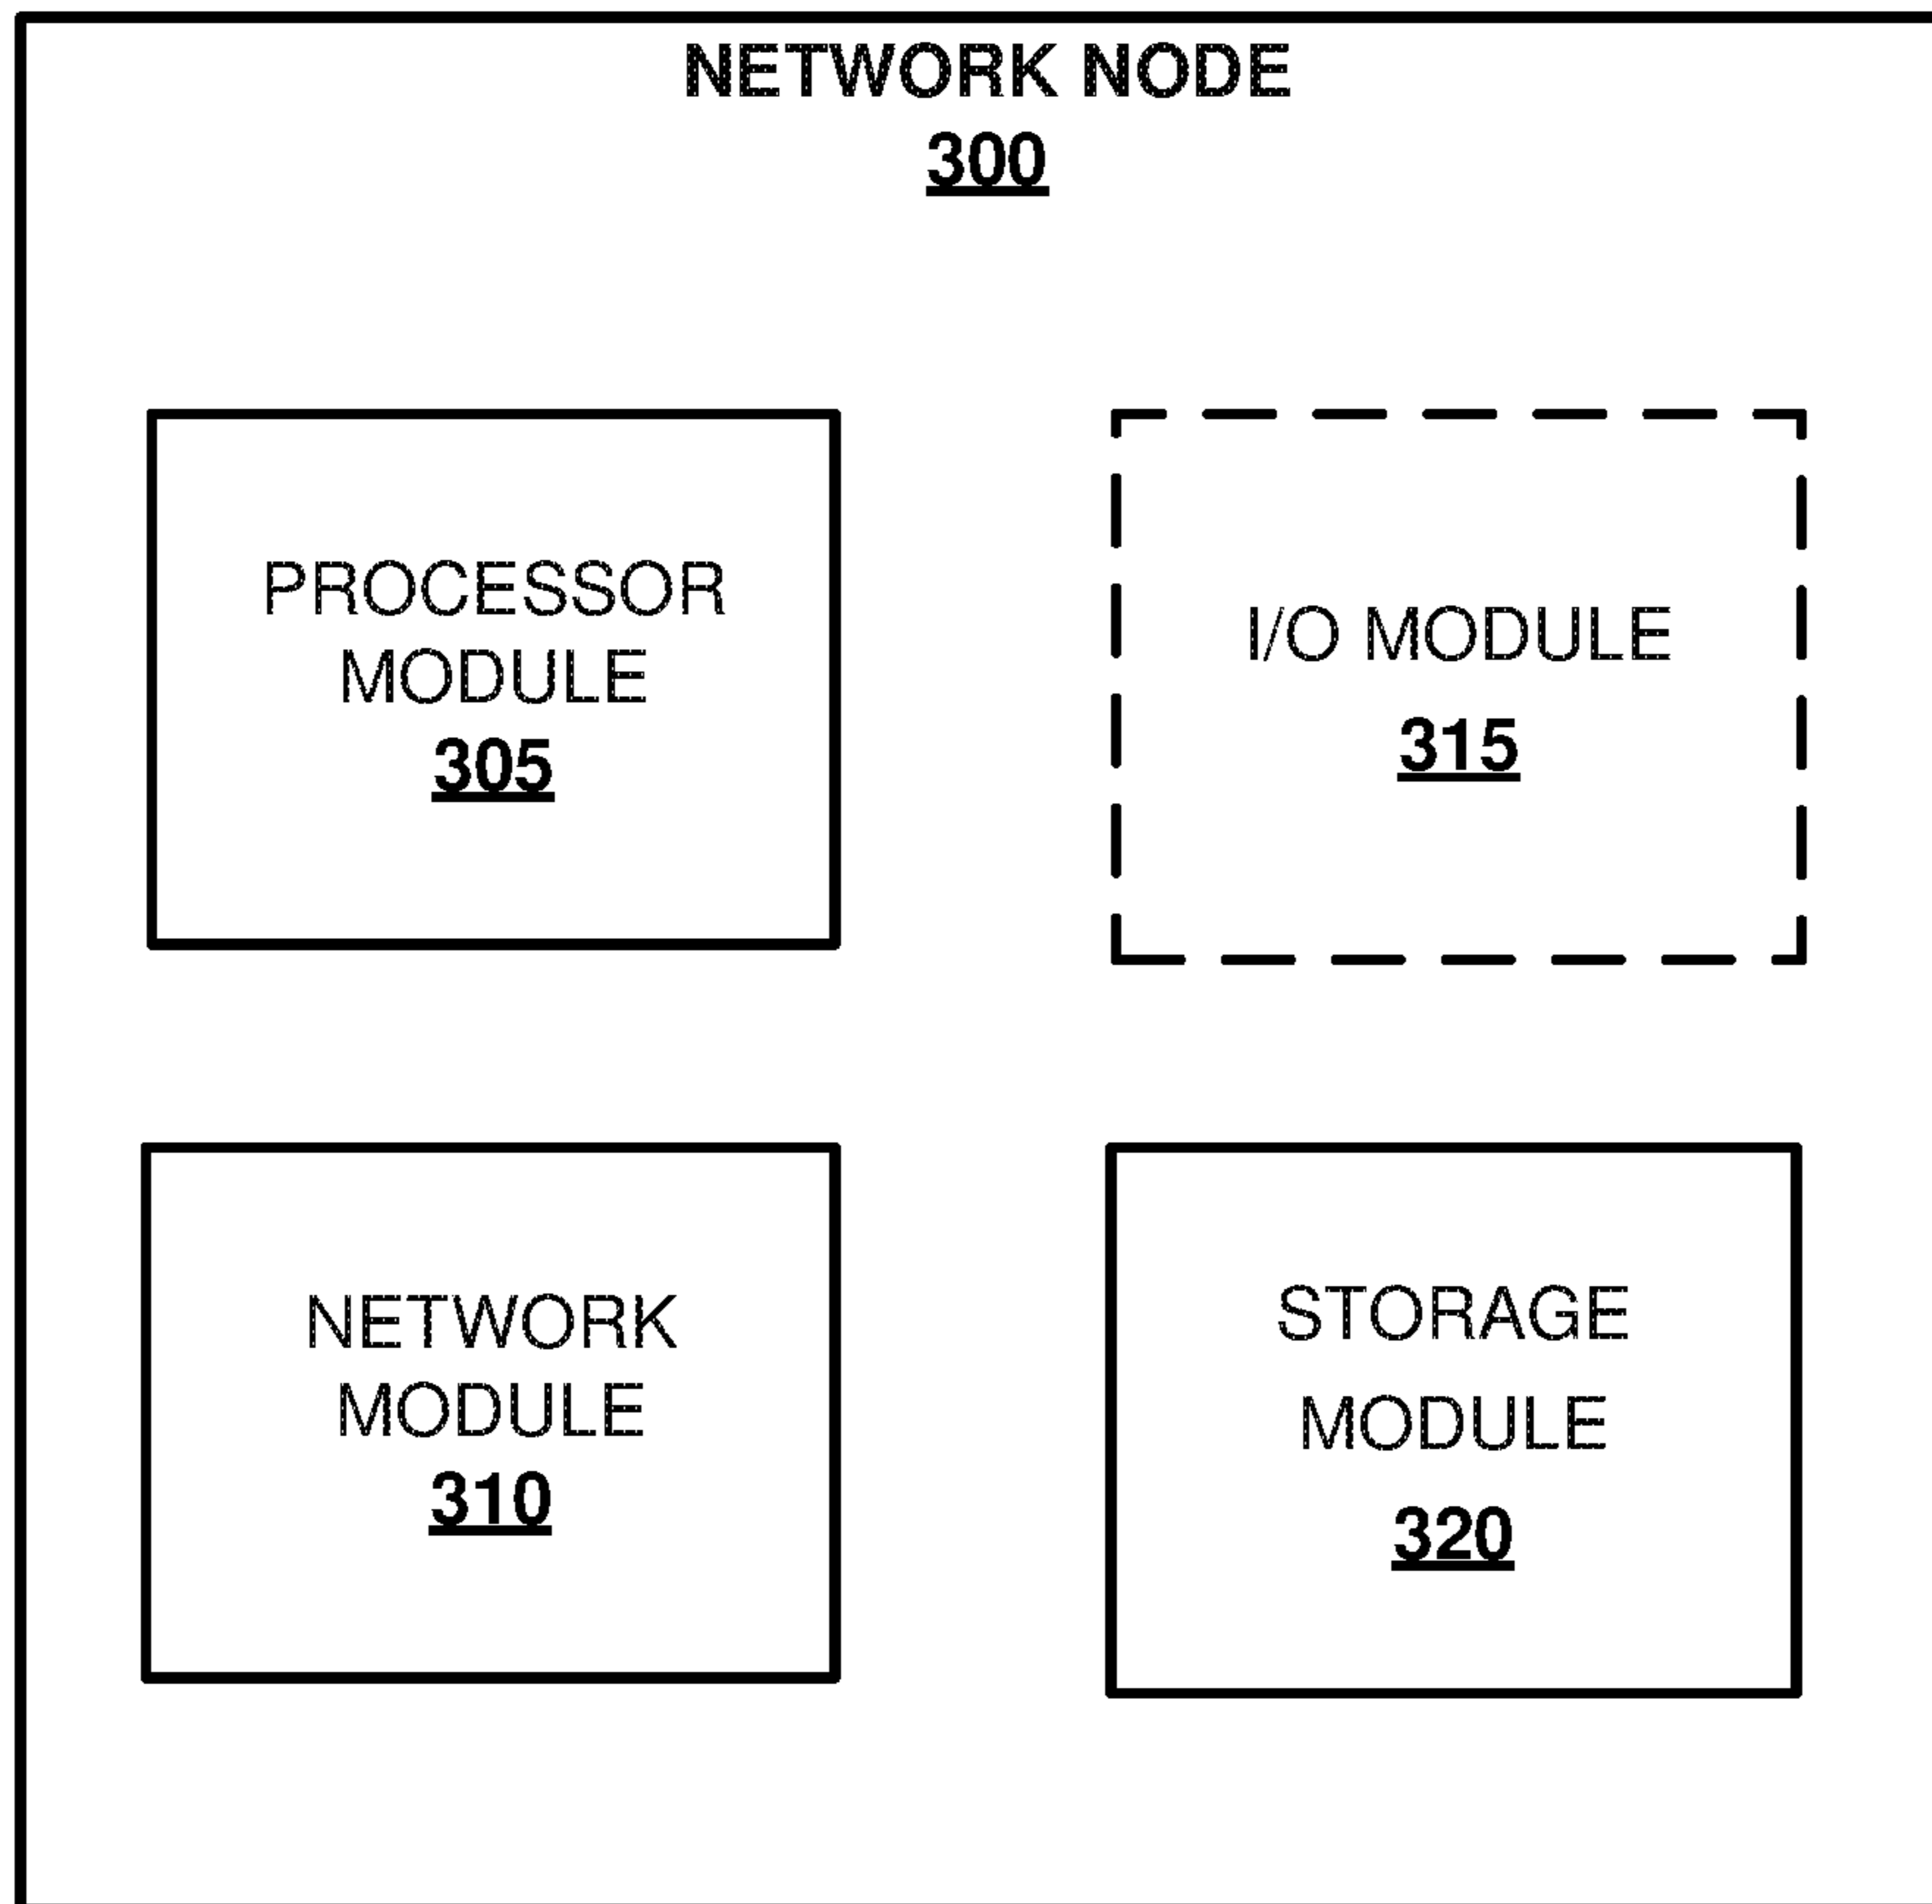 NETWORK NODE
300
PROCESSOR
MODULE
305
I/O MODULE
315
NETWORK
MODULE
310
STORAGE
MODULE
320